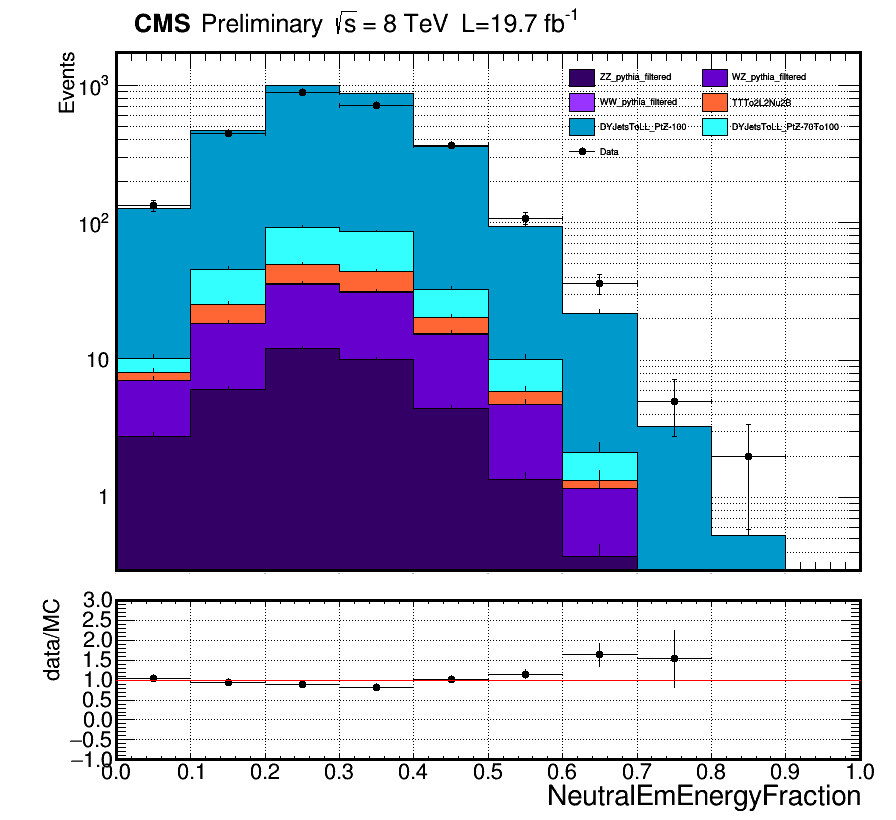 CMS Preliminary √s = 8 TeV L=19.7 fb⁻¹
Events
10³
10²
10
1
ZZ_pythia_filtered WZ_pythia_filtered
WW_pythia_filtered TTTo2L2Nu2B
DYJetsToLL_PtZ-100 DYJetsToLL_PtZ-70To100
Data
data/MC
3.0
2.5
2.0
1.5
1.0
0.5
0.0
−0.5
−1.0
0.0 0.1 0.2 0.3 0.4 0.5 0.6 0.7 0.8 0.9 1.0
NeutralEmEnergyFraction